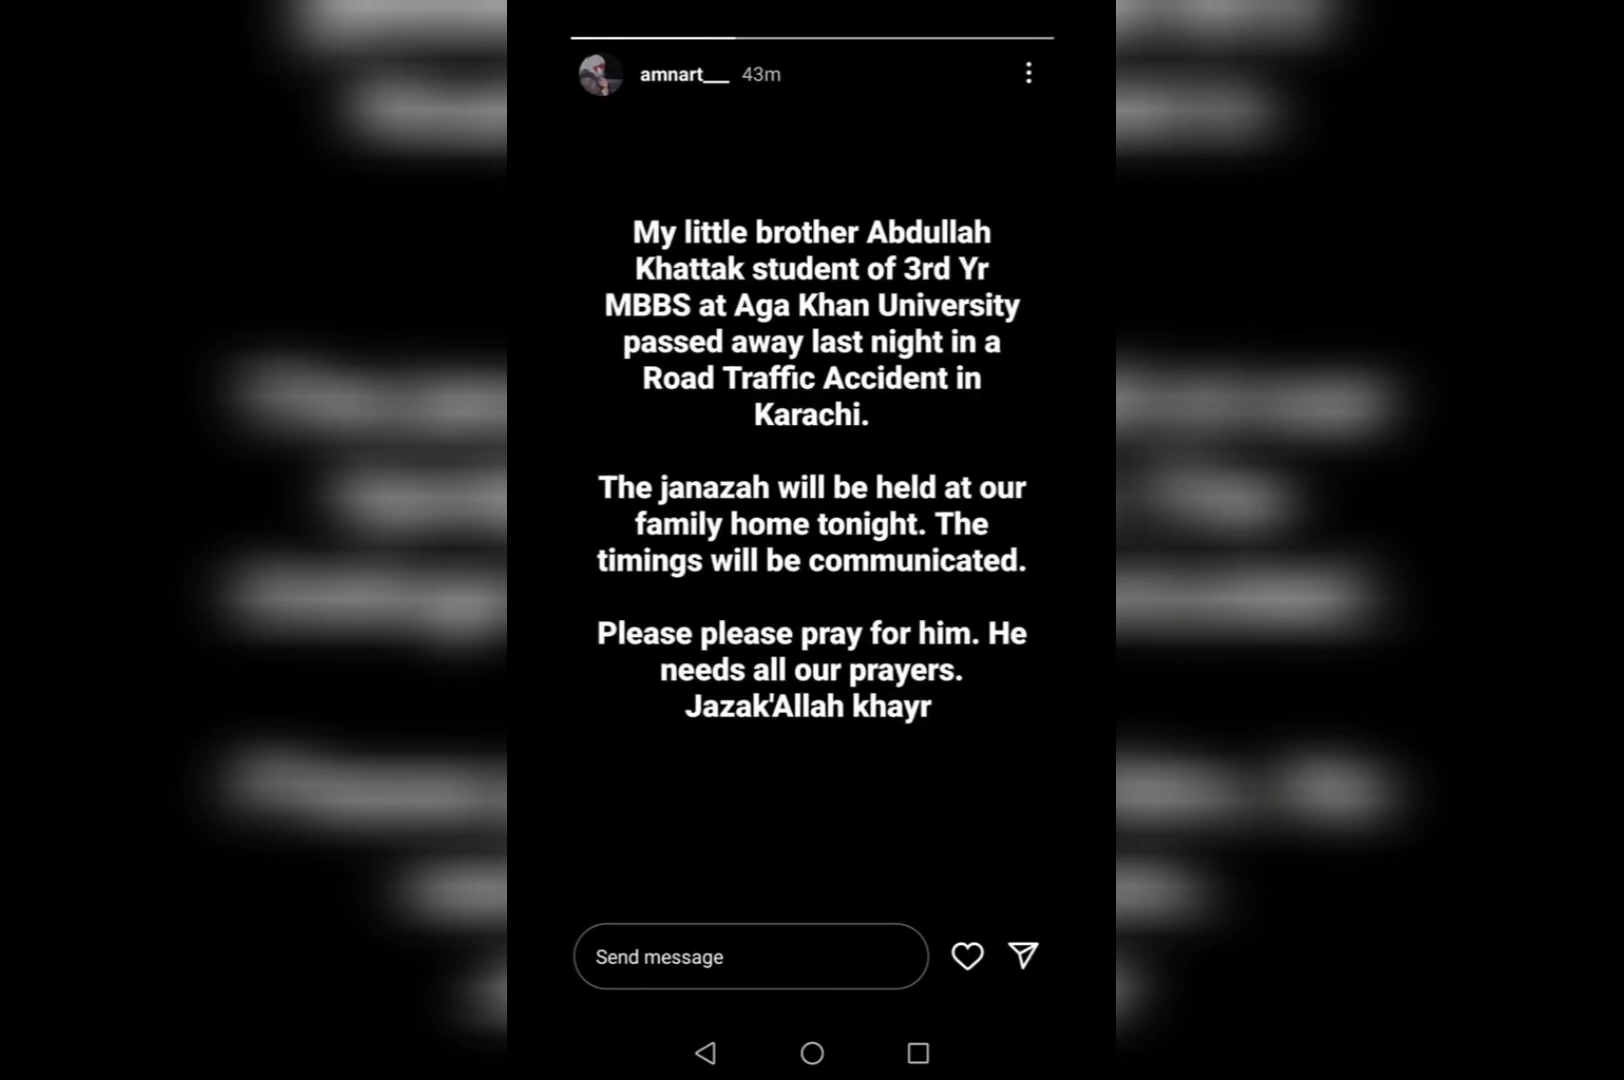 amnart___ 43m
My little brother Abdullah
Khattak student of 3rd Yr
MBBS at Aga Khan University
passed away last night in a
Road Traffic Accident in
Karachi.
The janazah will be held at our
family home tonight. The
timings will be communicated.
Please please pray for him. He
needs all our prayers.
Jazak'Allah khayr
Send message